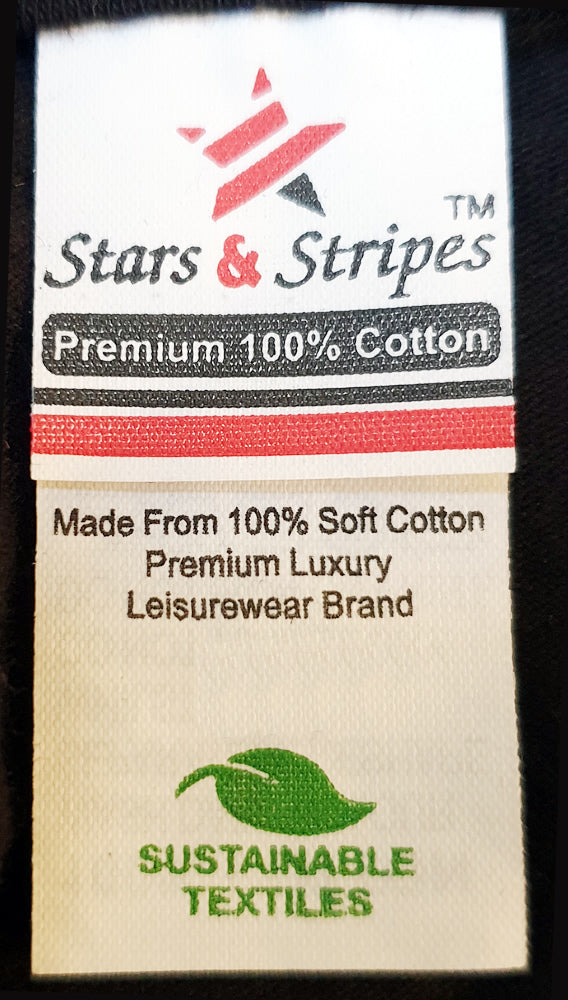 TM
Stars & Stripes
Premium 100% Cotton
Made From 100% Soft Cotton
Premium Luxury
Leisurewear Brand
SUSTAINABLE
TEXTILES